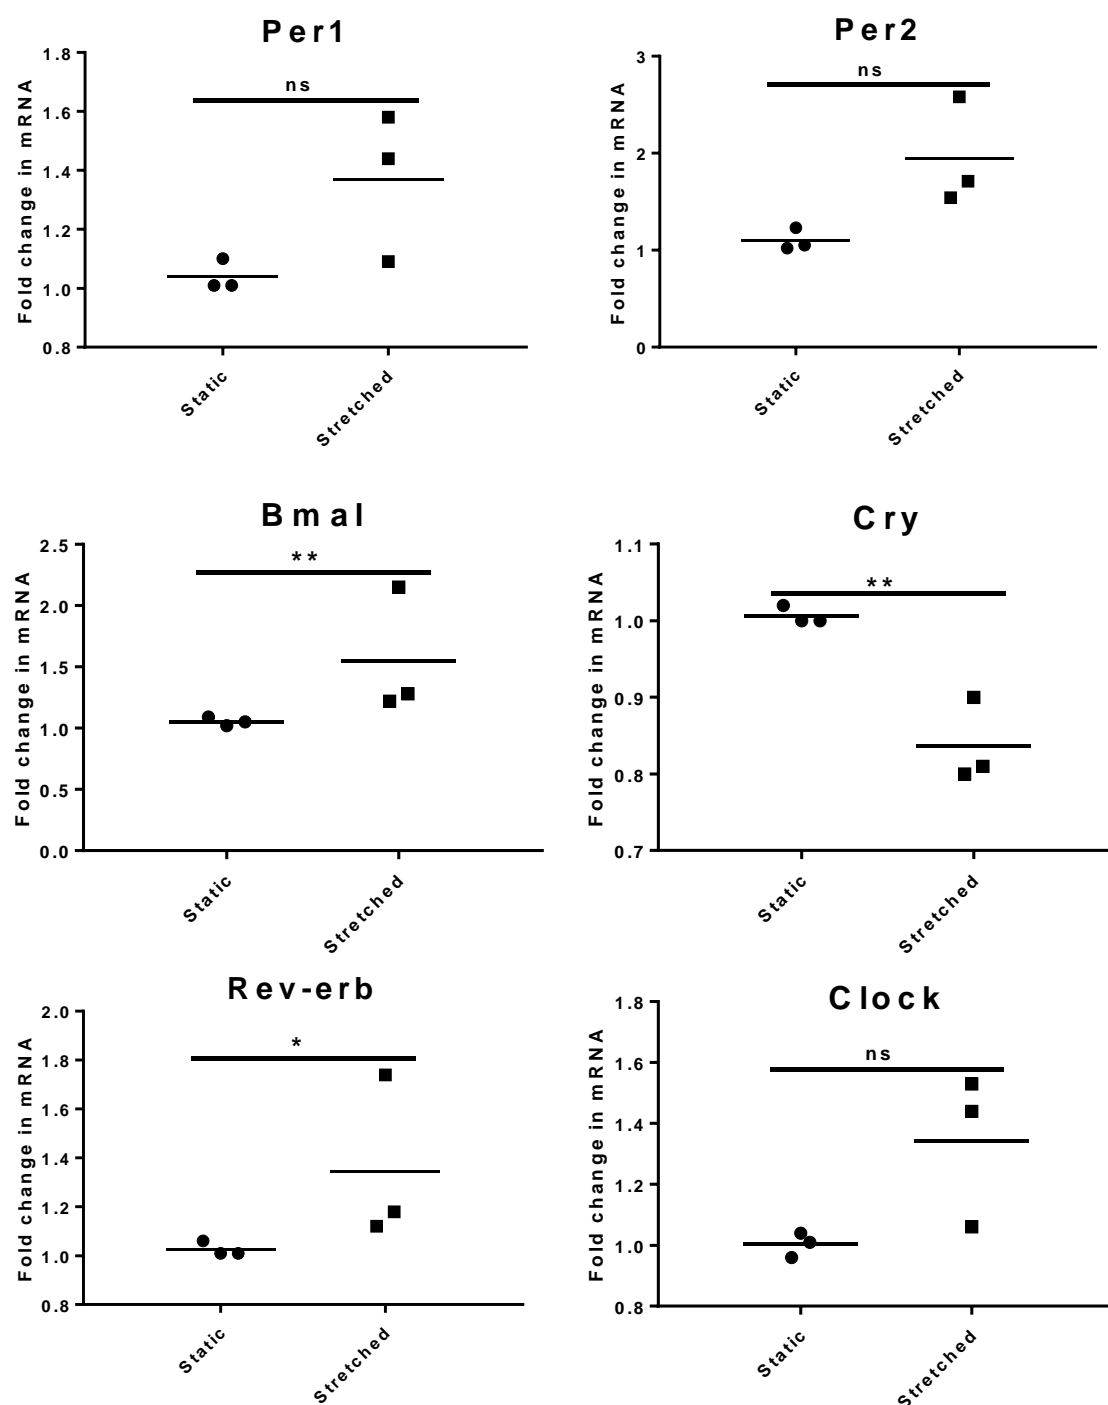 Per1
1.8
1.6
1.4
1.2
1.0
0.8
Fold change in mRNA
ns
Static
Stretched
Per2
3
2
1
0
Fold change in mRNA
ns
Static
Stretched
Bmal
2.5
2.0
1.5
1.0
0.5
0.0
Fold change in mRNA
**
Static
Stretched
Cry
1.1
1.0
0.9
0.8
0.7
Fold change in mRNA
**
Static
Stretched
Rev-erb
2.0
1.8
1.6
1.4
1.2
1.0
0.8
Fold change in mRNA
*
Static
Stretched
Clock
1.8
1.6
1.4
1.2
1.0
0.8
Fold change in mRNA
ns
Static
Stretched